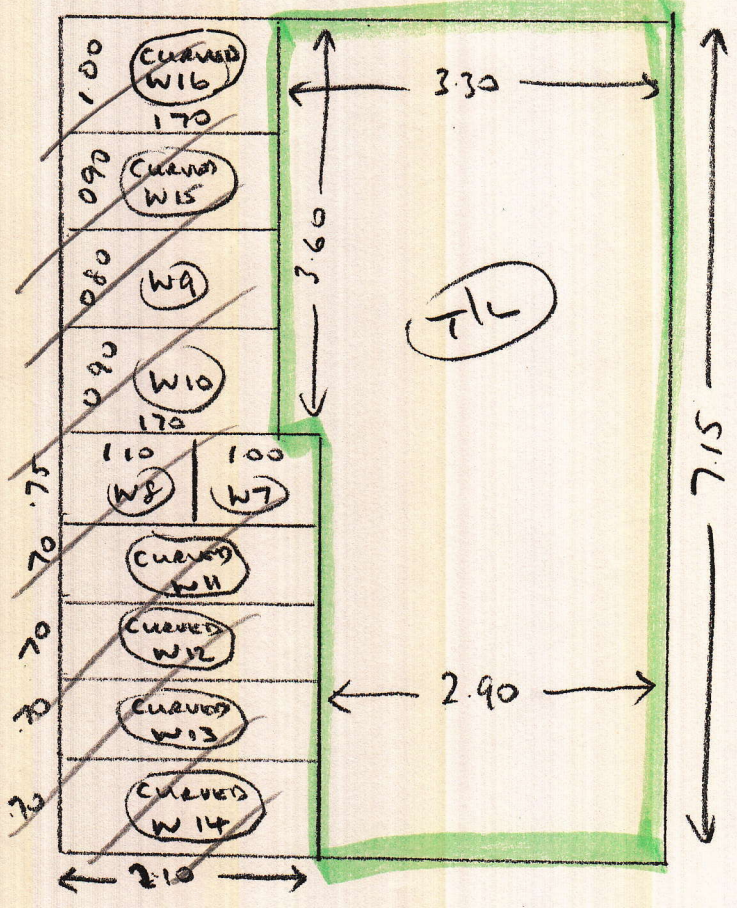 1.00
CURVED
W16
170
090
CURVED
W15
080
W9
090
W10
170
.75
1 10
W8
1.00
W7
70
CURVED
W11
70
CURVED
W12
.70
CURVED
W13
.70
CURVED
W14
2.10
3.30
3.60
T/L
7.15
2.90